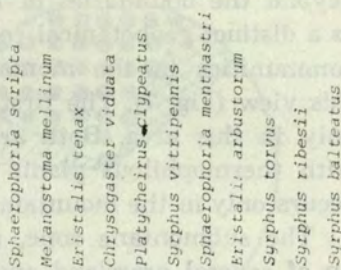 Sphaerophoria scripta
Melanostoma mellinum
Eristalis tenax
Chrysogaster viduata
Platycheirus clypeatus
Syrphus vitripennis
Sphaerophoria menthastri
Eristalis arbustorum
Syrphus torvus
Syrphus ribesii
Syrphus balteatus